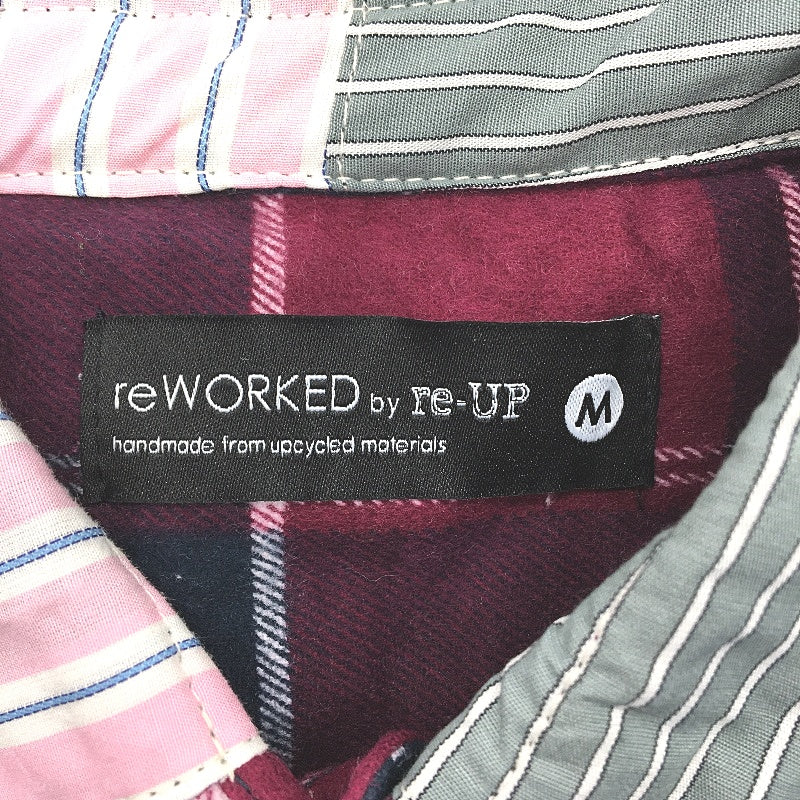 reWORKED by re-UP M
handmade from upcycled materials